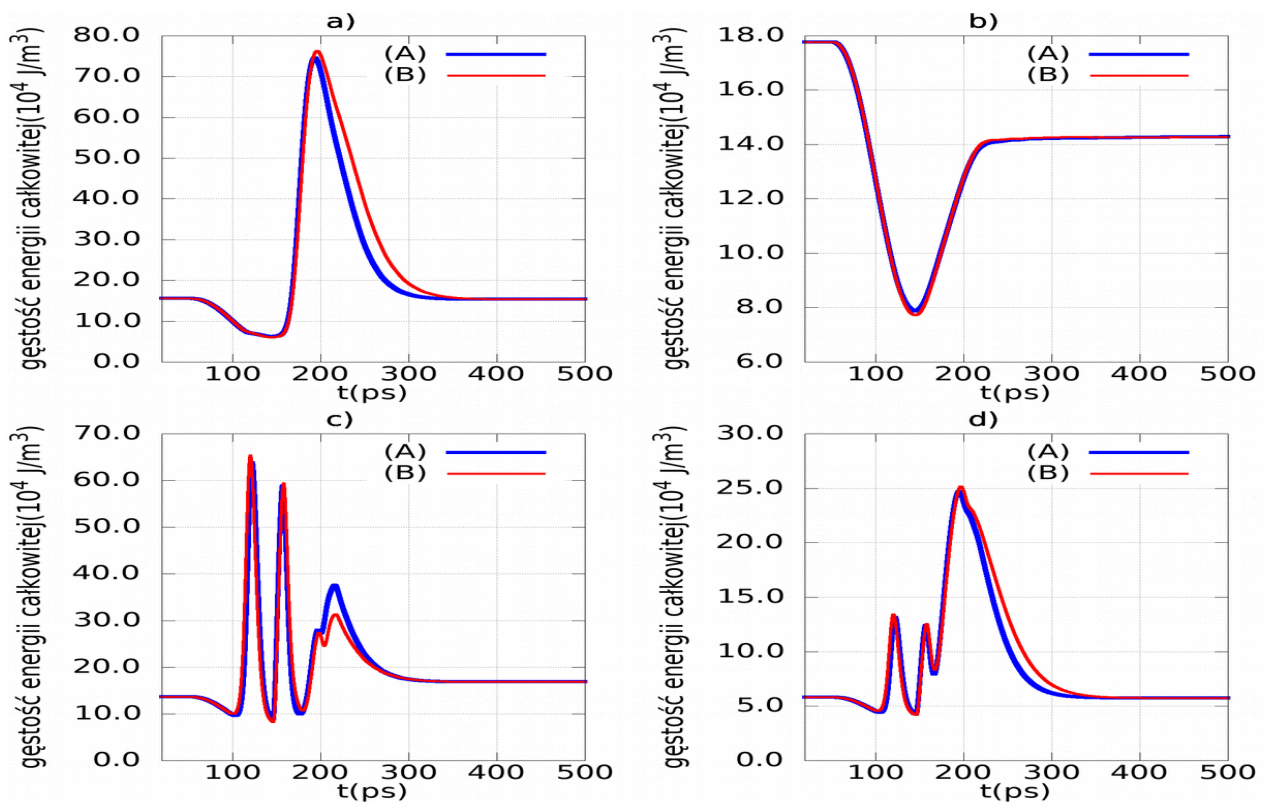 a)
gęstość energii całkowitej(10⁴ J/m³)
80.0
70.0
60.0
50.0
40.0
30.0
20.0
10.0
0.0
(A)
(B)
100 200 300 400 500
t(ps)
b)
gęstość energii całkowitej(10⁴ J/m³)
18.0
16.0
14.0
12.0
10.0
8.0
6.0
(A)
(B)
100 200 300 400 500
t(ps)
c)
gęstość energii całkowitej(10⁴ J/m³)
70.0
60.0
50.0
40.0
30.0
20.0
10.0
0.0
(A)
(B)
100 200 300 400 500
t(ps)
d)
gęstość energii całkowitej(10⁴ J/m³)
30.0
25.0
20.0
15.0
10.0
5.0
0.0
(A)
(B)
100 200 300 400 500
t(ps)